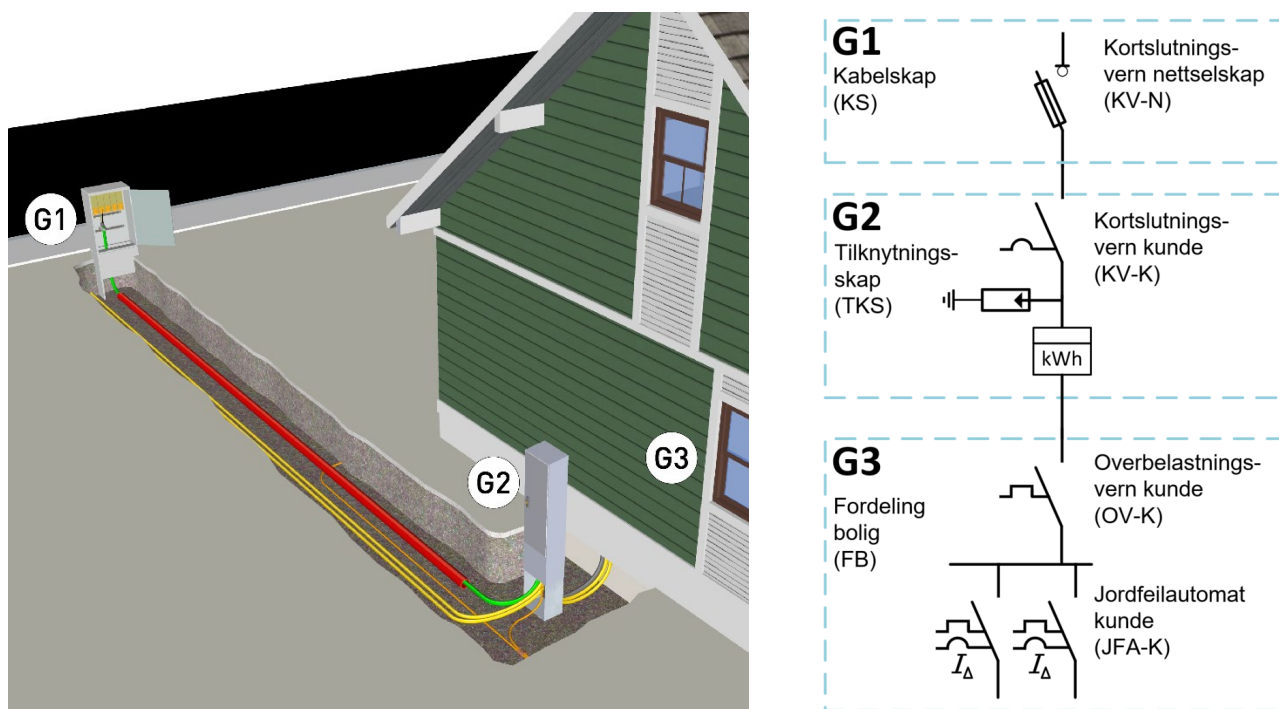 G1
G2
G3
G1
Kabelskap
(KS)
Kortslutnings-
vern nettselskap
(KV-N)
G2
Tilknytnings-
skap
(TKS)
Kortslutnings-
vern kunde
(KV-K)
kWh
G3
Fordeling
bolig
(FB)
Overbelastnings-
vern kunde
(OV-K)
Jordfeilautomat
kunde
(JFA-K)
IΔ
IΔ